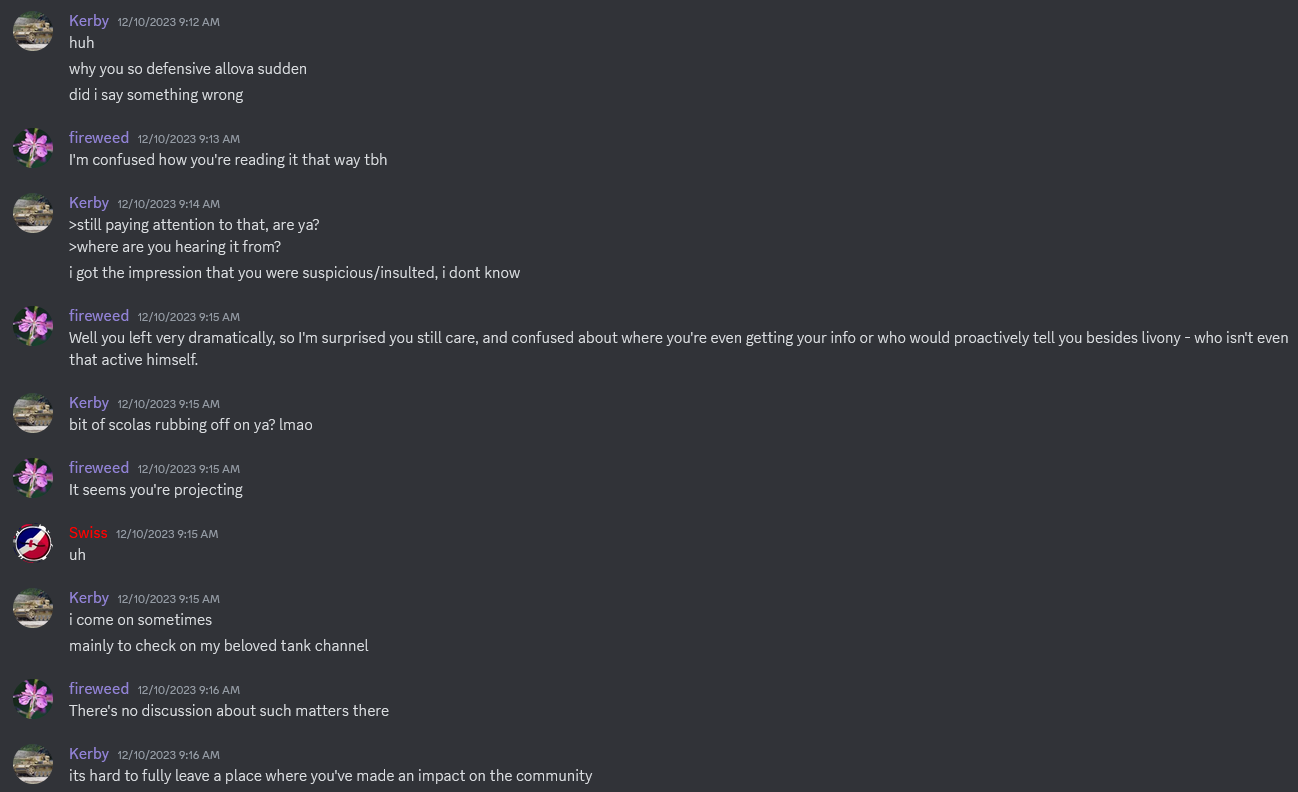 Kerby 12/10/2023 9:12 AM
huh
why you so defensive allova sudden
did i say something wrong
fireweed 12/10/2023 9:13 AM
I'm confused how you're reading it that way tbh
Kerby 12/10/2023 9:14 AM
>still paying attention to that, are ya?
>where are you hearing it from?
i got the impression that you were suspicious/insulted, i dont know
fireweed 12/10/2023 9:15 AM
Well you left very dramatically, so I'm surprised you still care, and confused about where you're even getting your info or who would proactively tell you besides livony - who isn't even
that active himself.
Kerby 12/10/2023 9:15 AM
bit of scolas rubbing off on ya? lmao
fireweed 12/10/2023 9:15 AM
It seems you're projecting
Swiss 12/10/2023 9:15 AM
uh
Kerby 12/10/2023 9:15 AM
i come on sometimes
mainly to check on my beloved tank channel
fireweed 12/10/2023 9:16 AM
There's no discussion about such matters there
Kerby 12/10/2023 9:16 AM
its hard to fully leave a place where you've made an impact on the community